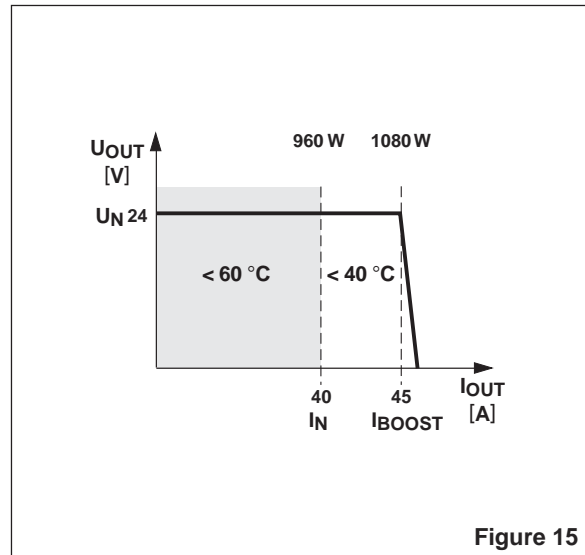 960 W 1080 W
UOUT
[V]
UN 24
< 60 °C < 40 °C
40 45 IOUT
IN IBOOST [A]
Figure 15